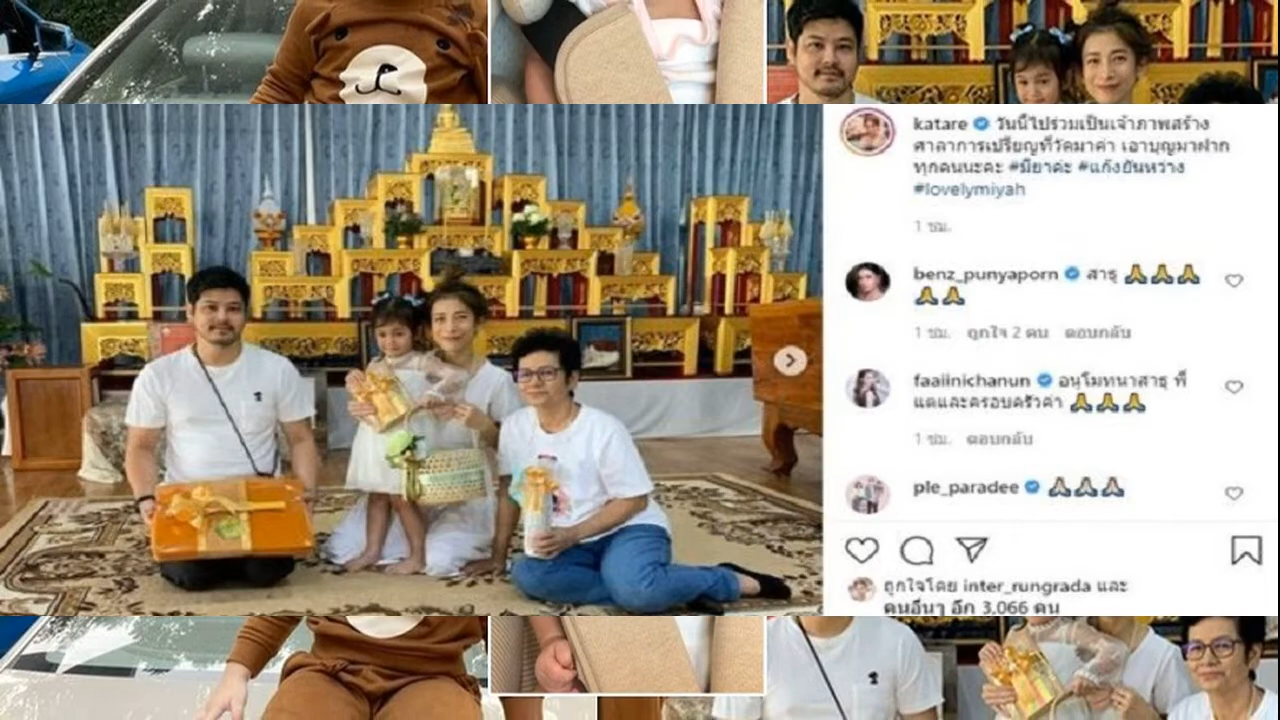 katare วันนี้ไปร่วมเป็นเจ้าภาพสร้าง
ศาลาการเปรียญที่วัดมาค่า เอาบุญมาฝาก
ทุกคนนะคะ #มียาค่ะ #แก๊งยันหว่าง
#lovelymiyah
1 ชม.
benz_punyaporn สาธุ 🙏🙏🙏
🙏🙏
1 ชม. ถูกใจ 2 คน ตอบกลับ
faaiinichanun อนุโมทนาสาธุ พี่
แตและครอบครัวค่า 🙏🙏🙏
1 ชม. ตอบกลับ
ple_paradee 🙏🏻🙏🏻🙏🏻
ถูกใจโดย inter_rungrada และ
คนอื่นๆ อีก 3,066 คน